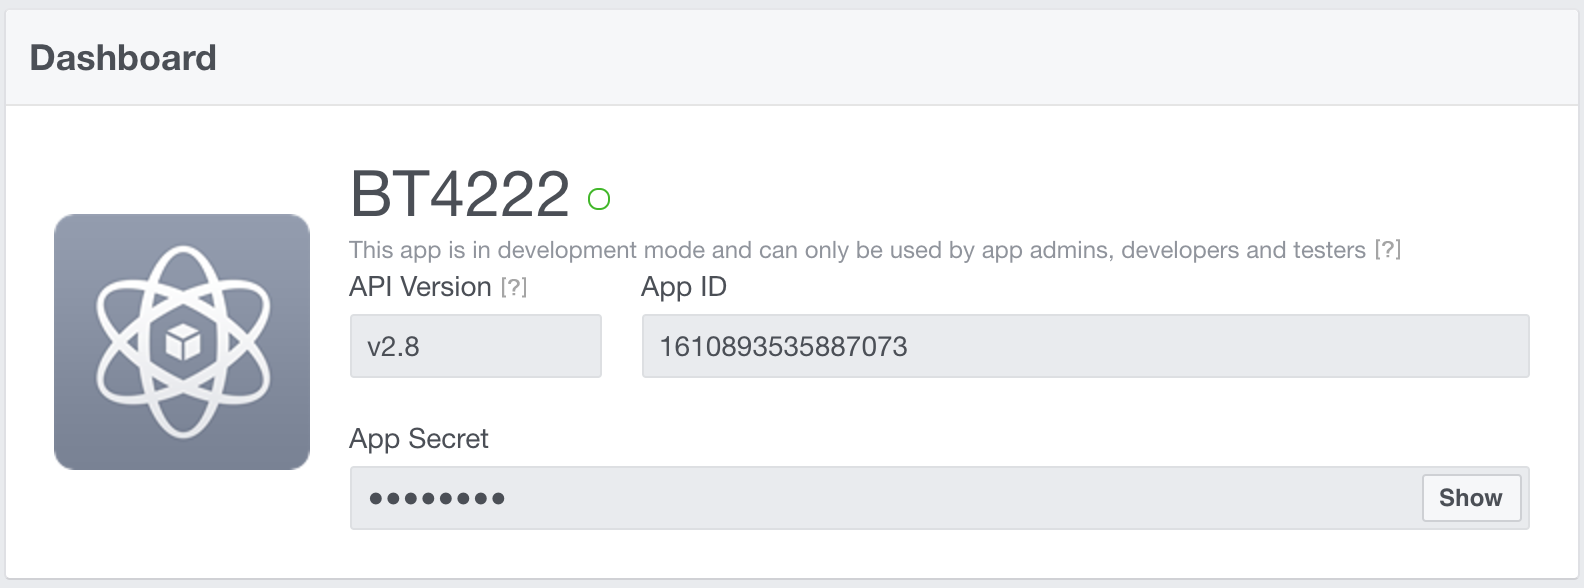 Dashboard
BT4222
This app is in development mode and can only be used by app admins, developers and testers [?]
API Version [?] App ID
v2.8 1610893535887073
App Secret
●●●●●●●● Show